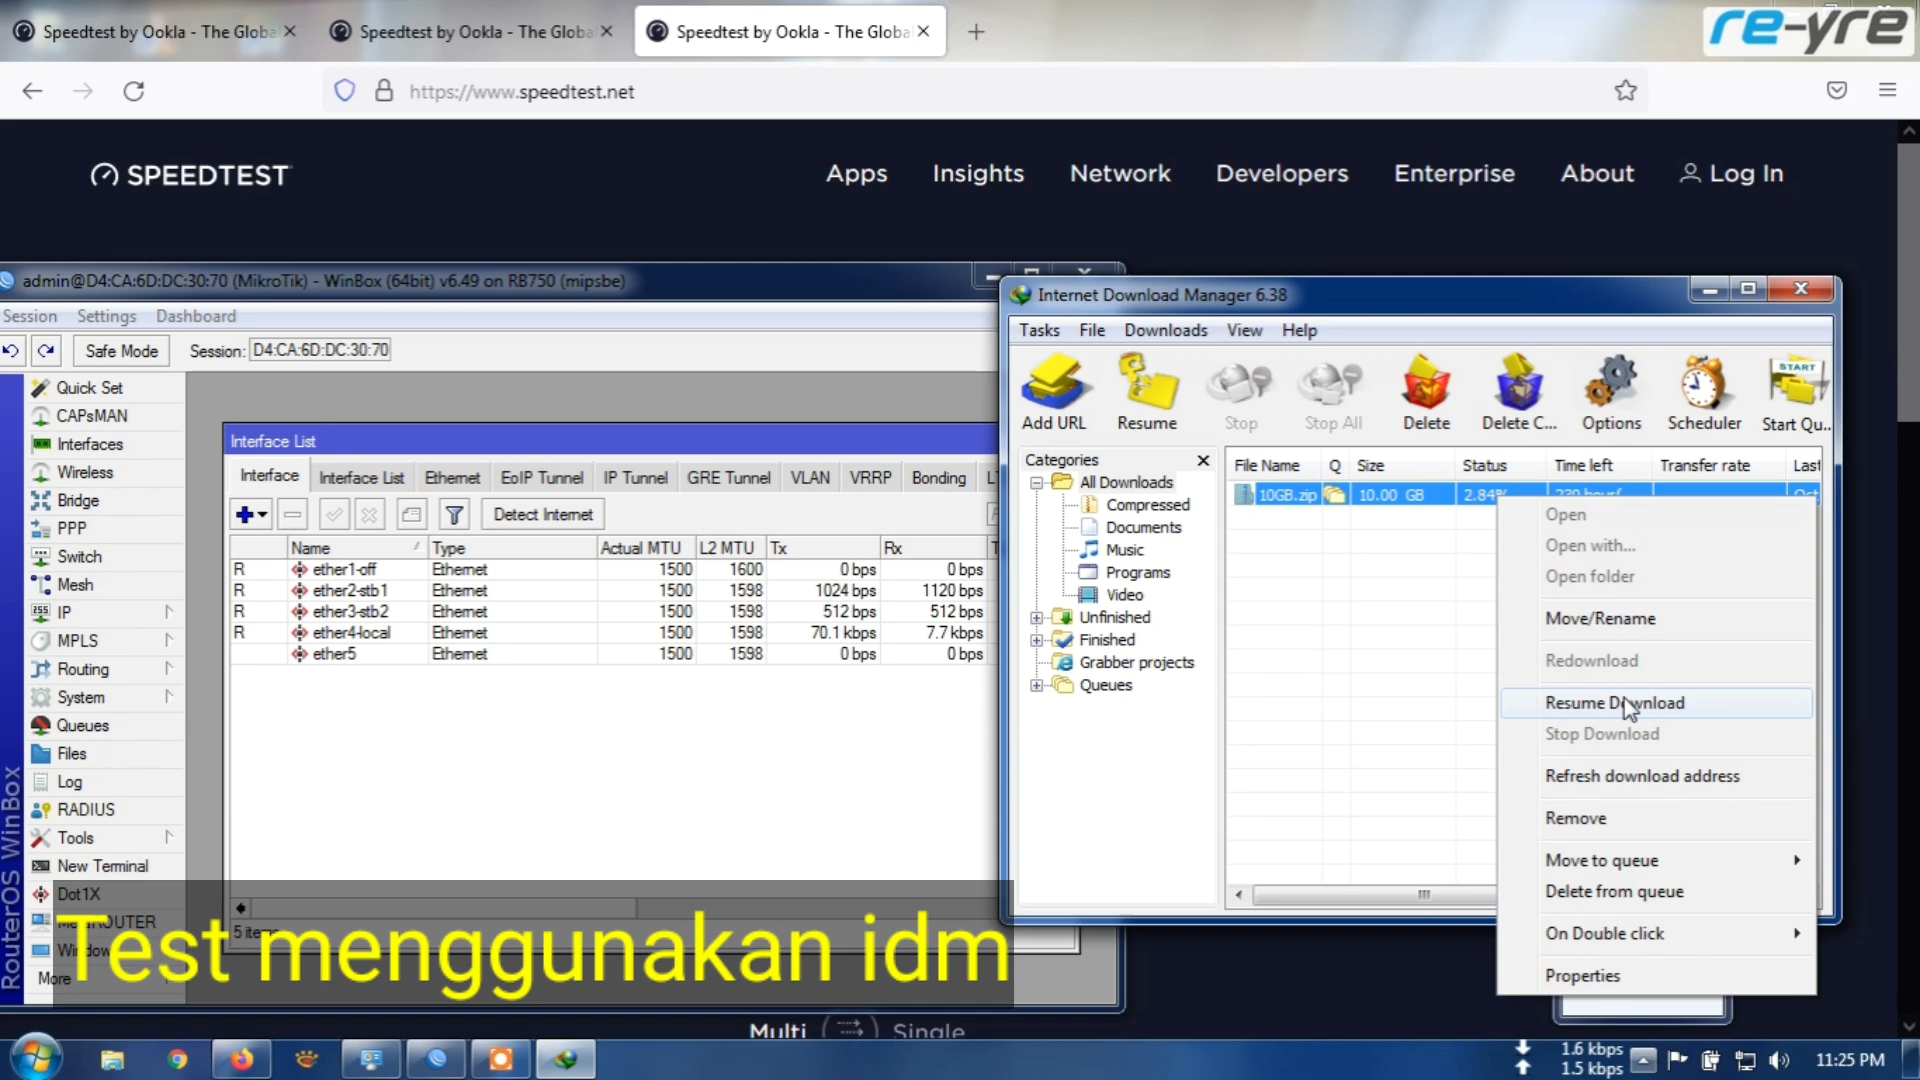 Speedtest by Ookla - The Globa
Speedtest by Ookla - The Globa
Speedtest by Ookla - The Global
re-yre
https://www.speedtest.net
SPEEDTEST
Apps
Insights
Network
Developers
Enterprise
About
Log In
admin@D4:CA:6D:DC:30:70 (MikroTik) - WinBox (64bit) v6.49 on RB750 (mipsbe)
Session Settings Dashboard
Safe Mode
Session: D4:CA:6D:DC:30:70
RouterOS WinBox
Quick Set
CAPsMAN
Interfaces
Wireless
Bridge
PPP
Switch
Mesh
IP
MPLS
Routing
System
Queues
Files
Log
RADIUS
Tools
New Terminal
Dot1X
More
Interface List
Interface Interface List Ethernet EoIP Tunnel IP Tunnel GRE Tunnel VLAN VRRP Bonding
Detect Internet
Name Type Actual MTU L2 MTU Tx Rx
R ether1-off Ethernet 1500 1600 0 bps 0 bps
R ether2-stb1 Ethernet 1500 1598 1024 bps 1120 bps
R ether3-stb2 Ethernet 1500 1598 512 bps 512 bps
R ether4-local Ethernet 1500 1598 70.1 kbps 7.7 kbps
ether5 Ethernet 1500 1598 0 bps 0 bps
Internet Download Manager 6.38
Tasks File Downloads View Help
Add URL
Resume
Stop
Stop All
Delete
Delete C...
Options
Scheduler
START
Start Qu..
Categories
All Downloads
Compressed
Documents
Music
Programs
Video
Unfinished
Finished
Grabber projects
Queues
File Name Q Size Status Time left Transfer rate Last
10GB.zip 10.00 GB 2.84%
Open
Open with...
Open folder
Move/Rename
Redownload
Resume Download
Stop Download
Refresh download address
Remove
Move to queue
Delete from queue
On Double click
Properties
Test menggunakan idm
Multi
Single
1.6 kbps
1.5 kbps
11:25 PM